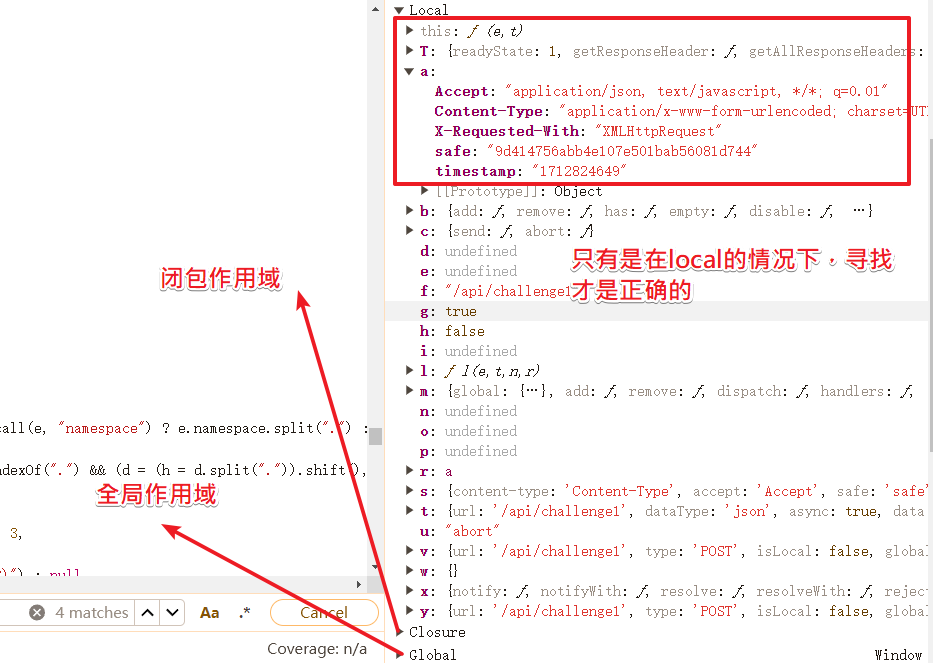 Local
this: ƒ (e,t)
T: {readyState: 1, getResponseHeader: ƒ, getAllResponseHeaders:
a:
Accept: "application/json, text/javascript, */*; q=0.01"
Content-Type: "application/x-www-form-urlencoded; charset=UT
X-Requested-With: "XMLHttpRequest"
safe: "9d414756abb4e107e501bab56081d744"
timestamp: "1712824649"
[[Prototype]]: Object
b: {add: ƒ, remove: ƒ, has: ƒ, empty: ƒ, disable: ƒ, …}
c: {send: ƒ, abort: ƒ}
d: undefined
e: undefined
f: "/api/challenge1
g: true
h: false
i: undefined
l: ƒ l(e,t,n,r)
m: {global: {…}, add: ƒ, remove: ƒ, dispatch: ƒ, handlers: ƒ,
n: undefined
o: undefined
p: undefined
r: a
s: {content-type: 'Content-Type', accept: 'Accept', safe: 'safe'
t: {url: '/api/challenge1', dataType: 'json', async: true, data
u: "abort"
v: {url: '/api/challenge1', type: 'POST', isLocal: false, global
w: {}
x: {notify: ƒ, notifyWith: ƒ, resolve: ƒ, resolveWith: ƒ, rejec
y: {url: '/api/challenge1', type: 'POST', isLocal: false, global
Closure
Global Window
只有是在local的情况下，寻找
才是正确的
闭包作用域
call(e, "namespace") ? e.namespace.split(".") :
ndexOf(".") && (d = (h = d.split(".")).shift(),
全局作用域
3,
)") : null
4 matches Aa .* Cancel
Coverage: n/a